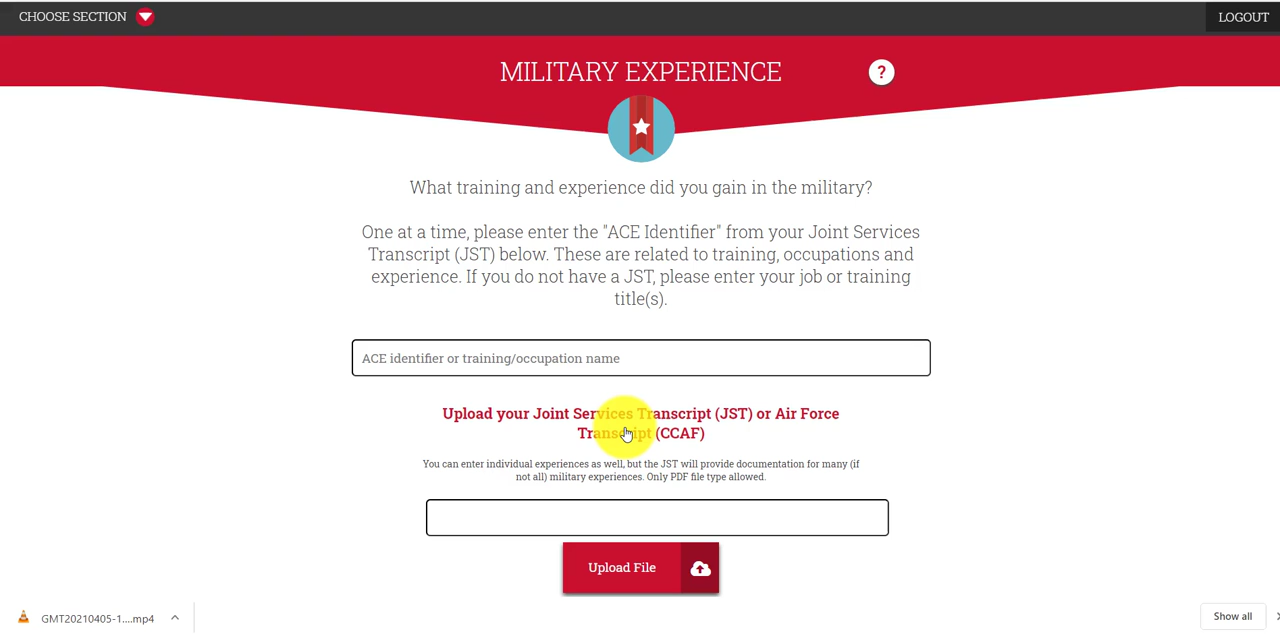 CHOOSE SECTION
LOGOUT
MILITARY EXPERIENCE
?
What training and experience did you gain in the military?
One at a time, please enter the "ACE Identifier" from your Joint Services
Transcript (JST) below. These are related to training, occupations and
experience. If you do not have a JST, please enter your job or training
title(s).
ACE identifier or training/occupation name
Upload your Joint Services Transcript (JST) or Air Force
Transcript (CCAF)
You can enter individual experiences as well, but the JST will provide documentation for many (if
not all) military experiences. Only PDF file type allowed.
Upload File
GMT20210405-1....mp4
Show all